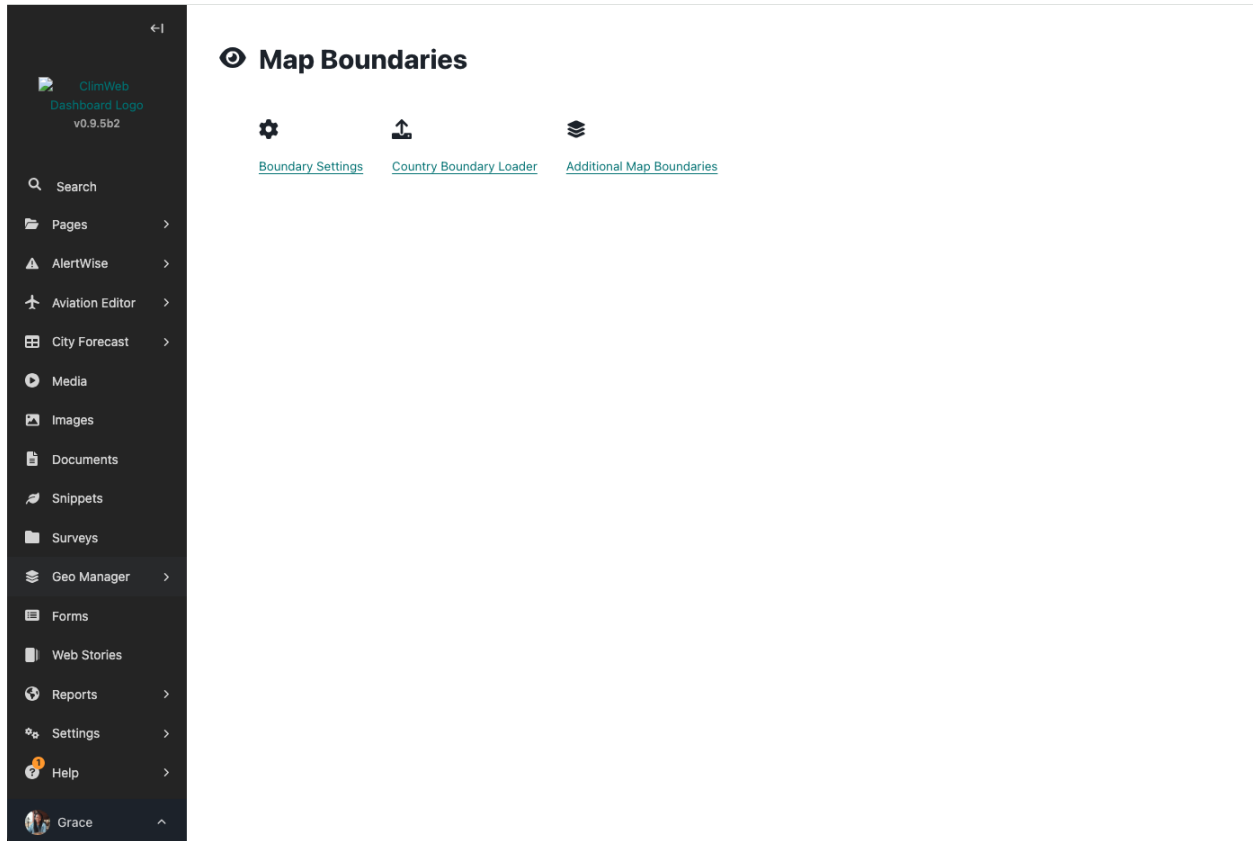 ClimWeb
Dashboard Logo
v0.9.5b2
Search
Pages
AlertWise
Aviation Editor
City Forecast
Media
Images
Documents
Snippets
Surveys
Geo Manager
Forms
Web Stories
Reports
Settings
1
Help
Grace
Map Boundaries
Boundary Settings
Country Boundary Loader
Additional Map Boundaries